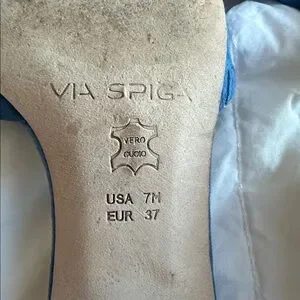 VIA SPIGA
VERO
CUOIO
USA 7M
EUR 37